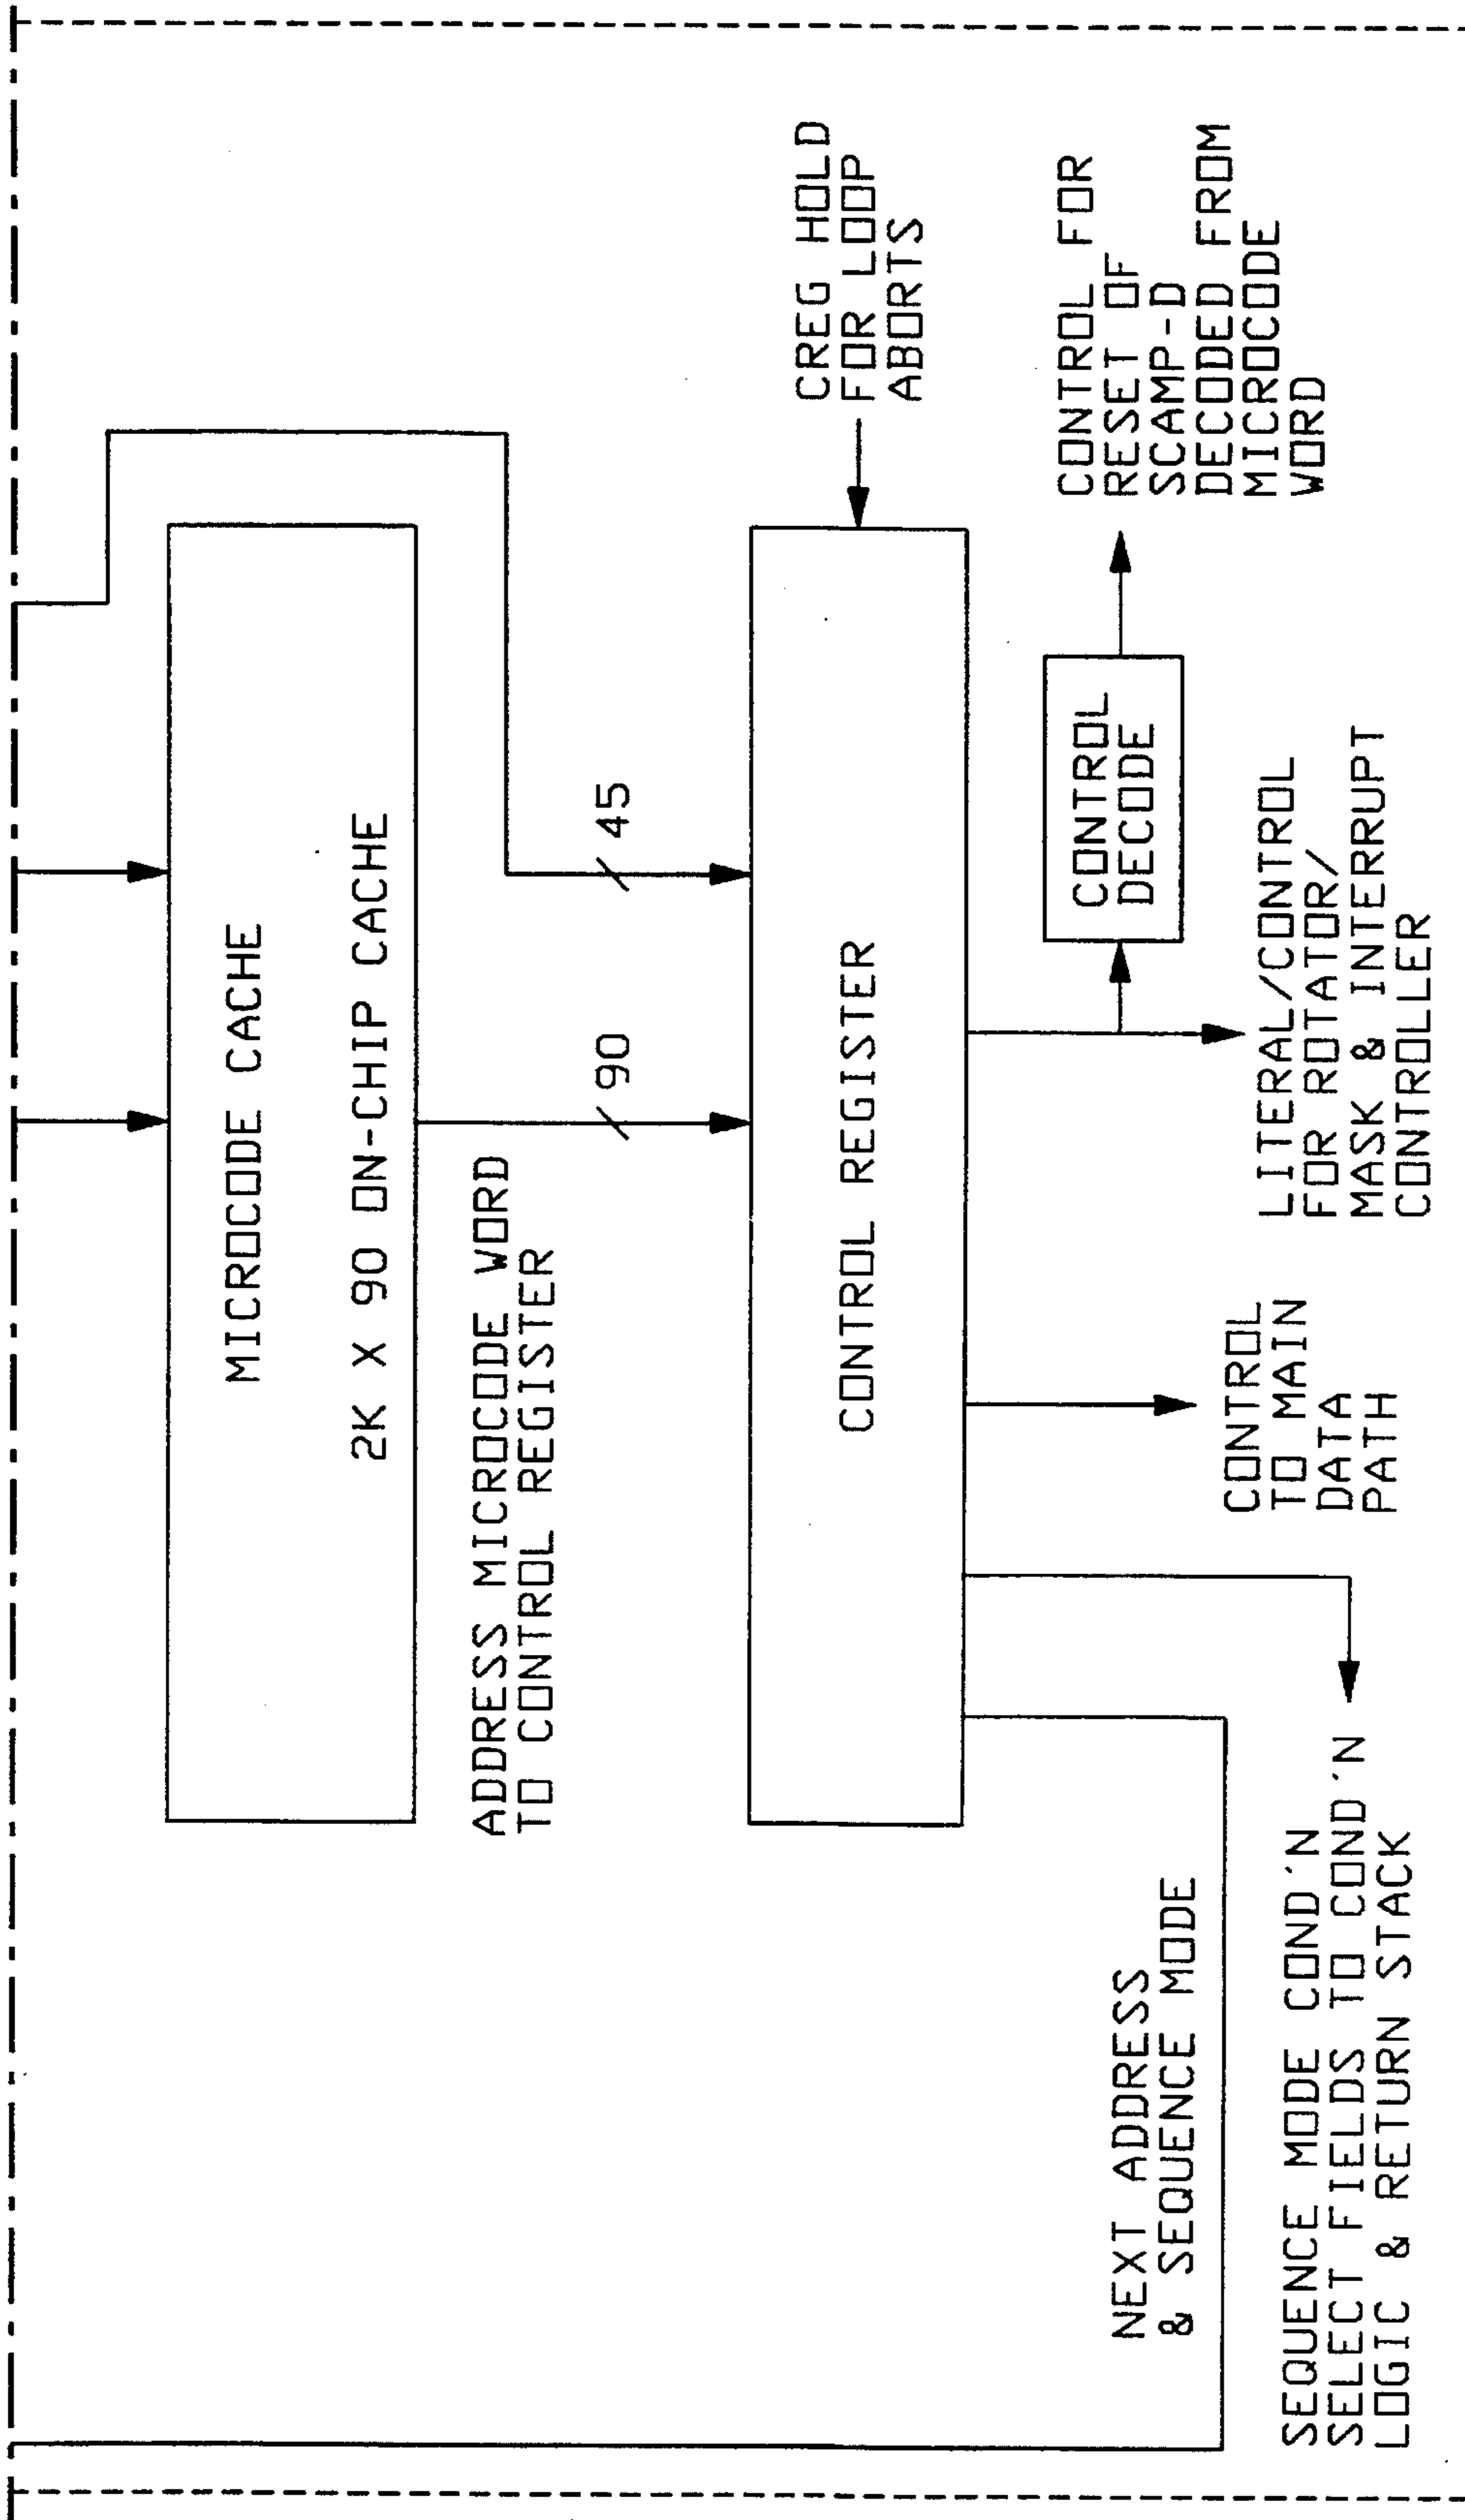 MICROCODE CACHE
2K X 90 ON-CHIP CACHE
ADDRESS MICROCODE WORD
TO CONTROL REGISTER
90
45
CREG HOLD
FOR LOOP
ABORTS
CONTROL REGISTER
CONTROL
DECODE
CONTROL FOR
RESET OF
SCAMP-D
DECODED FROM
MICROCODE
WORD
NEXT ADDRESS
& SEQUENCE MODE
SEQUENCE MODE COND'N
SELECT FIELDS TO COND'N
LOGIC & RETURN STACK
CONTROL
TO MAIN
DATA
PATH
LITERAL/CONTROL
FOR ROTATOR/
MASK & INTERRUPT
CONTROLLER